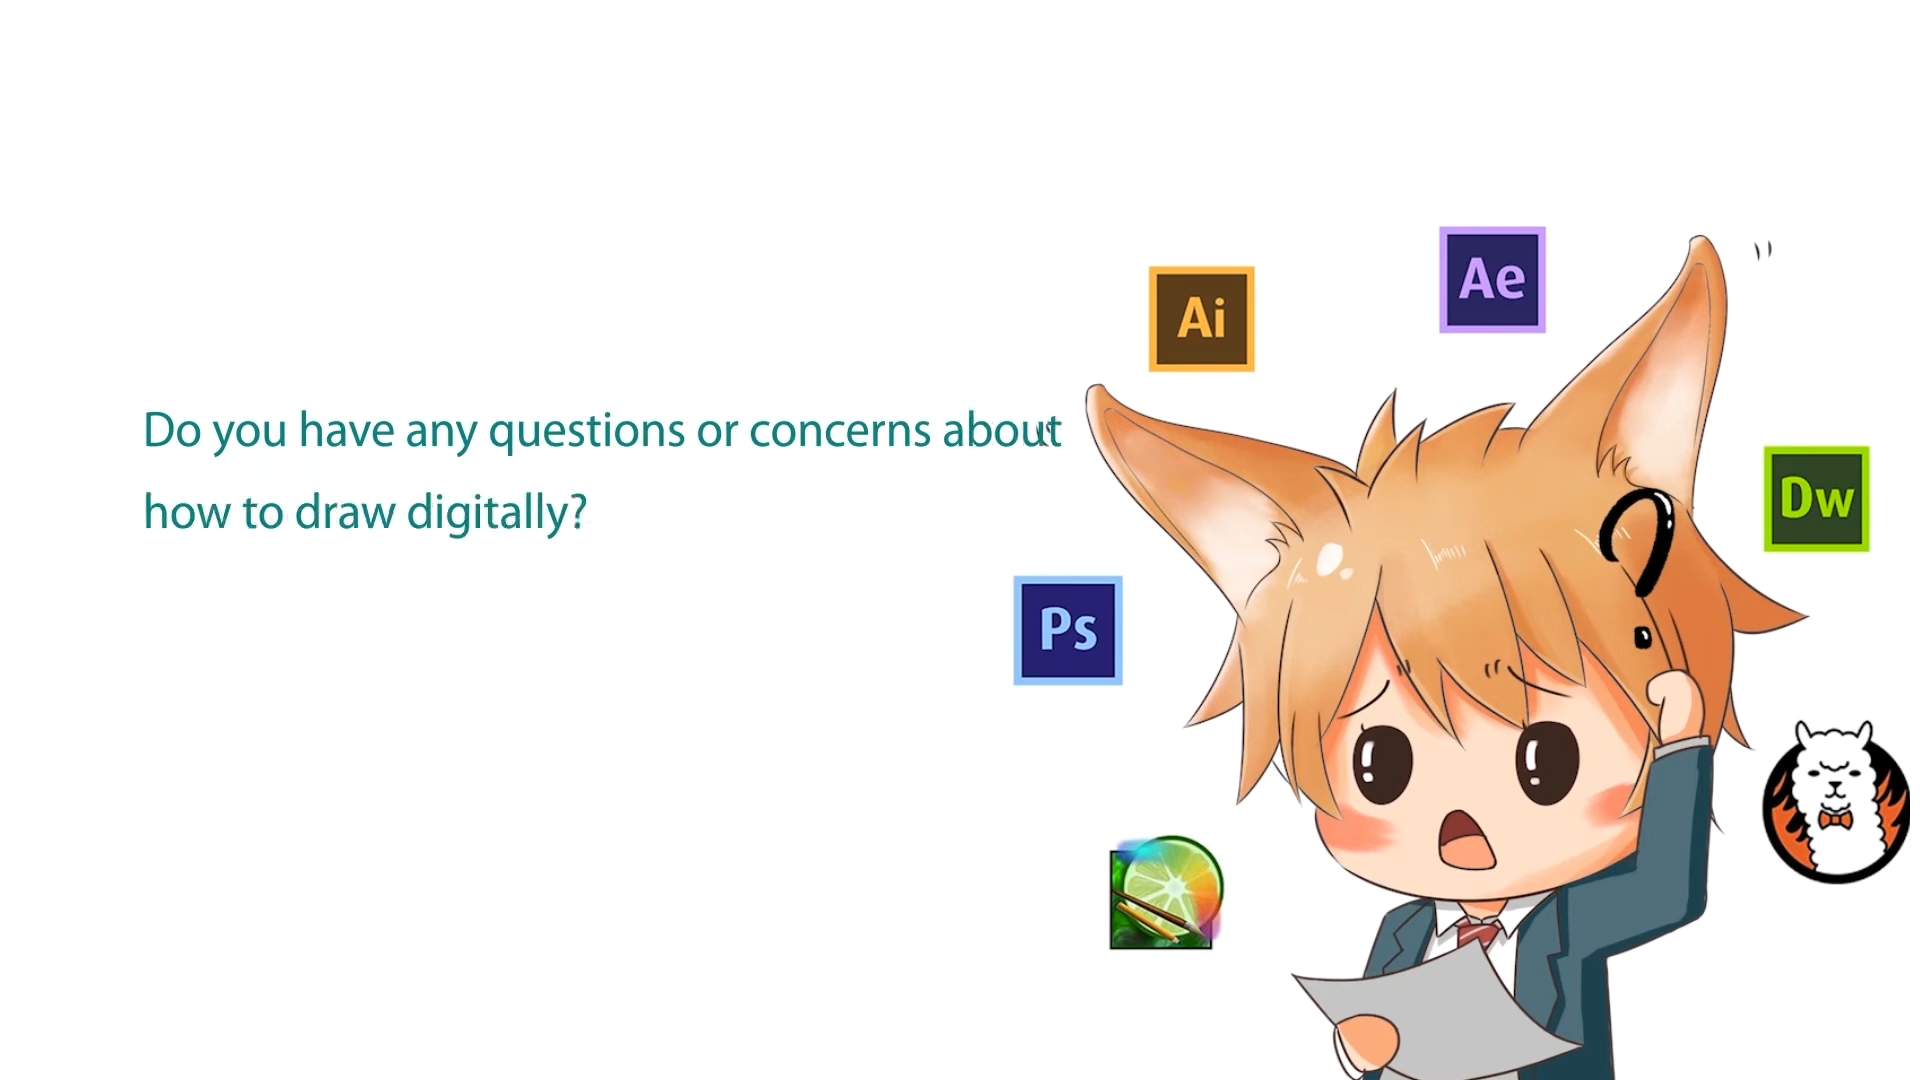 Do you have any questions or concerns about
how to draw digitally?
Ai
Ae
Dw
Ps
?